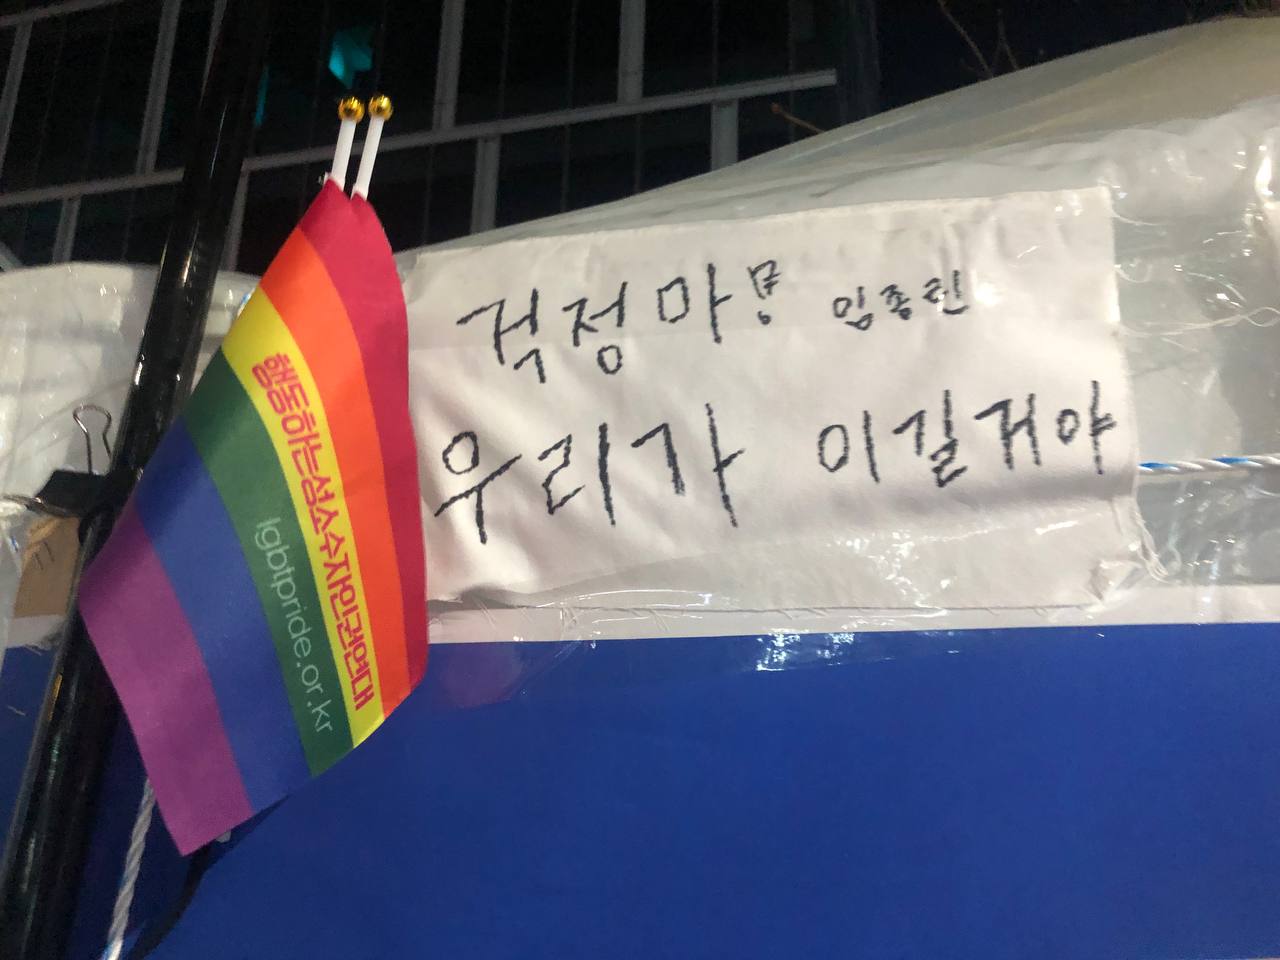 행동하는성소수자인권연대
lgbtpride.or.kr
걱정마 임종린
우리가 이길거야